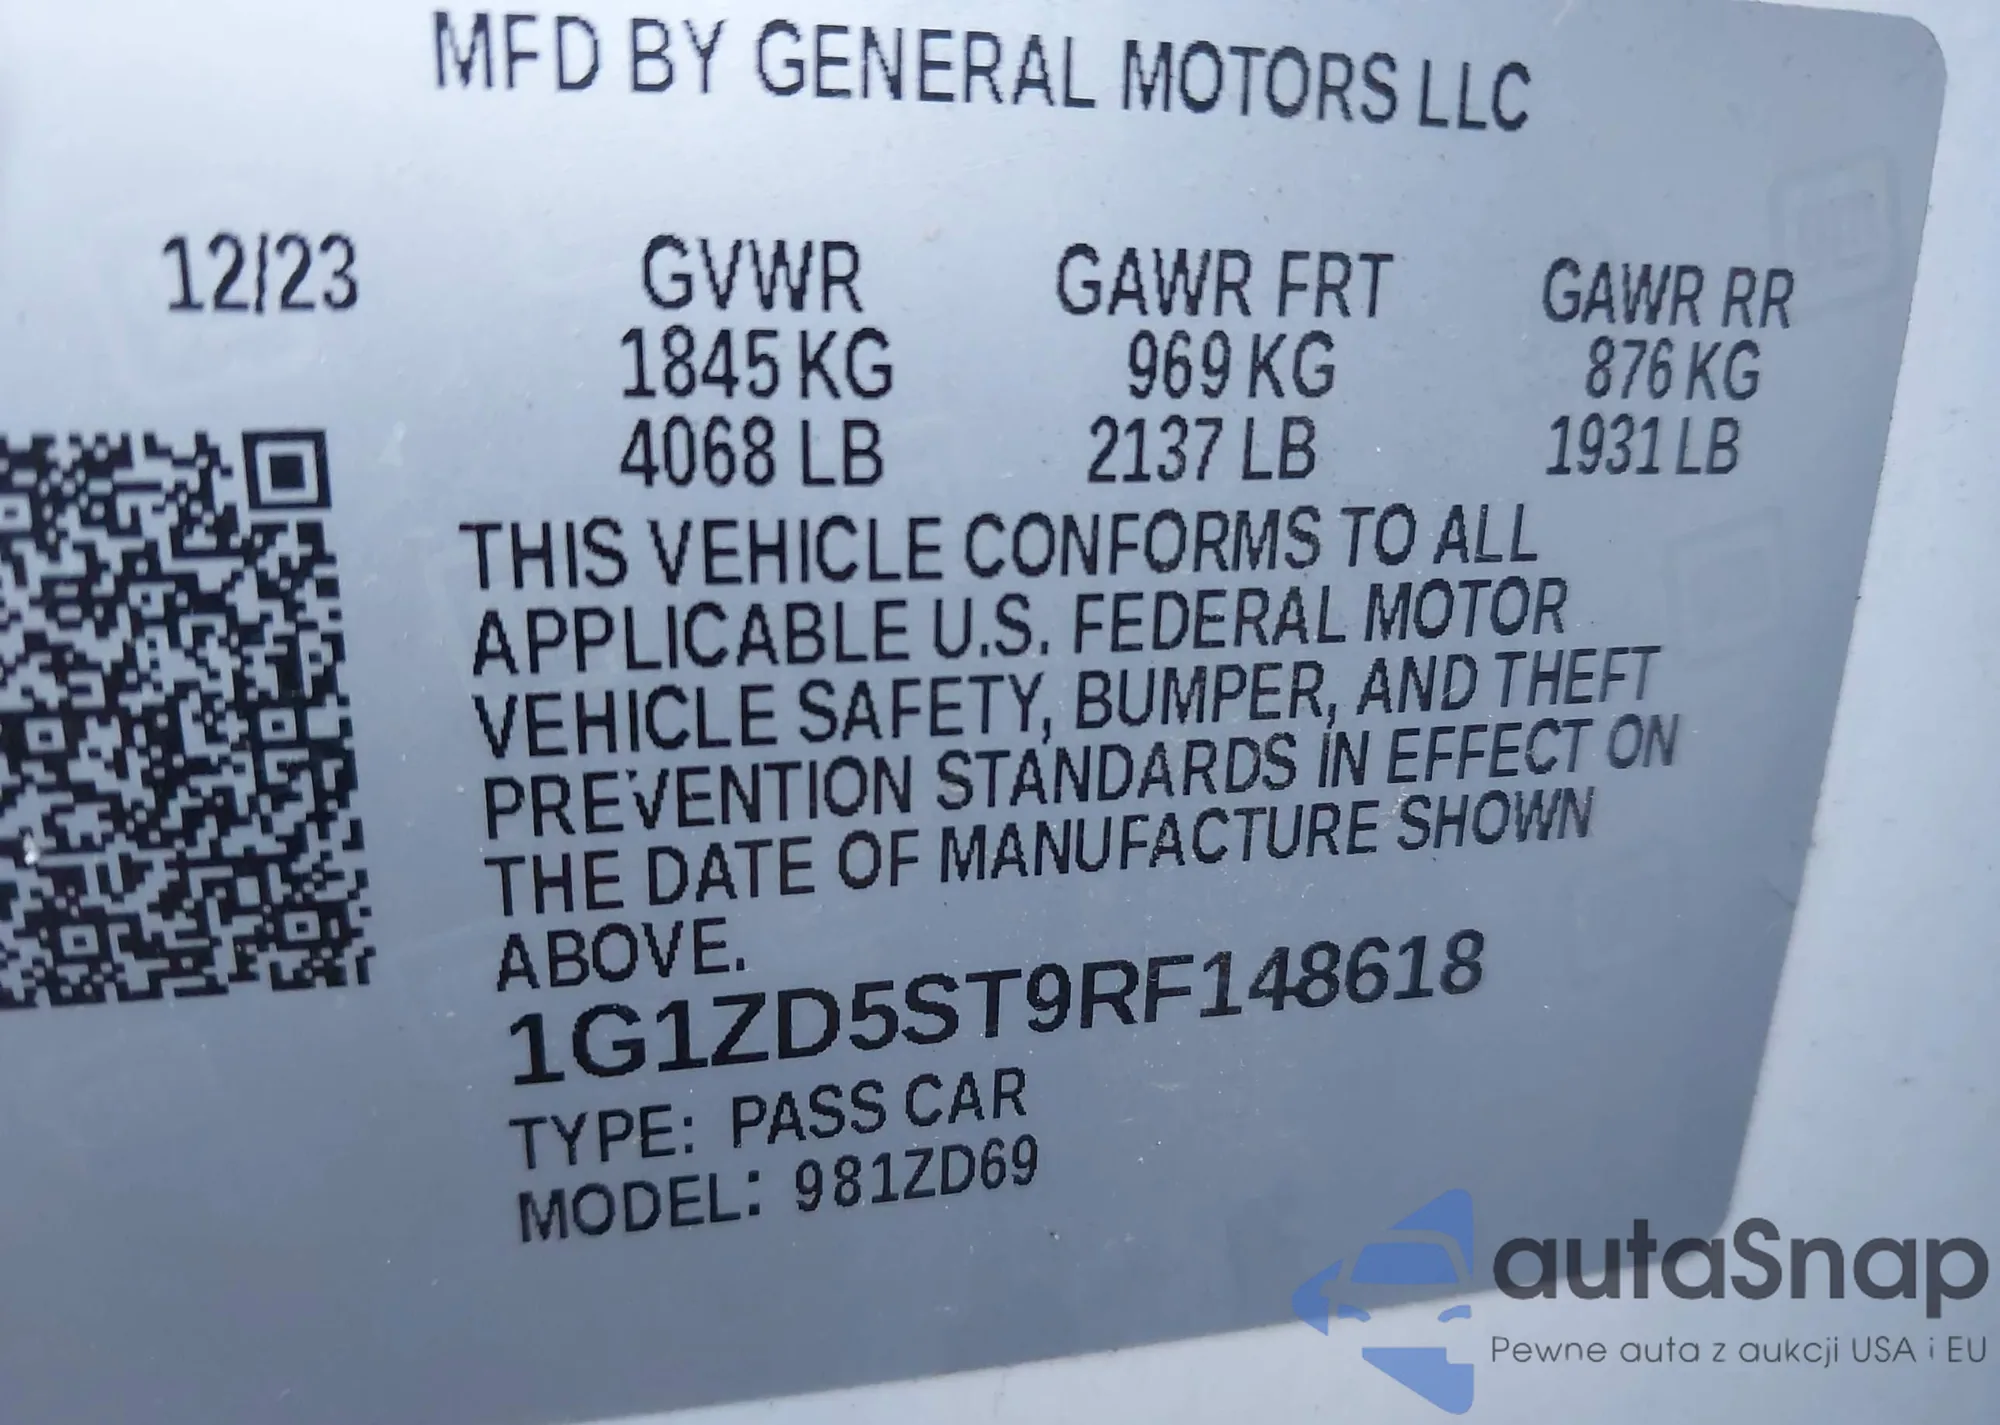 MFD BY GENERAL MOTORS LLC
12/23 GVWR GAWR FRT GAWR RR
1845 KG 969 KG 876 KG
4068 LB 2137 LB 1931 LB
THIS VEHICLE CONFORMS TO ALL
APPLICABLE U.S. FEDERAL MOTOR
VEHICLE SAFETY, BUMPER, AND THEFT
PREVENTION STANDARDS IN EFFECT ON
THE DATE OF MANUFACTURE SHOWN
ABOVE.
1G1ZD5ST9RF148618
TYPE: PASS CAR
MODEL: 981ZD69
autaSnap
Pewne auta z aukcji USA i EU